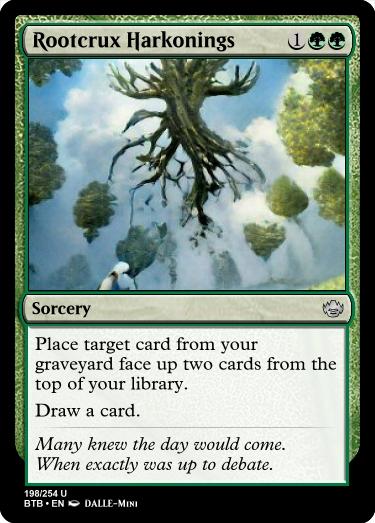 Rootcrux Harkonings 1
Sorcery
Place target card from your
graveyard face up two cards from the
top of your library.
Draw a card.
Many knew the day would come.
When exactly was up to debate.
198/254 U
BTB • EN DALLE-Mini